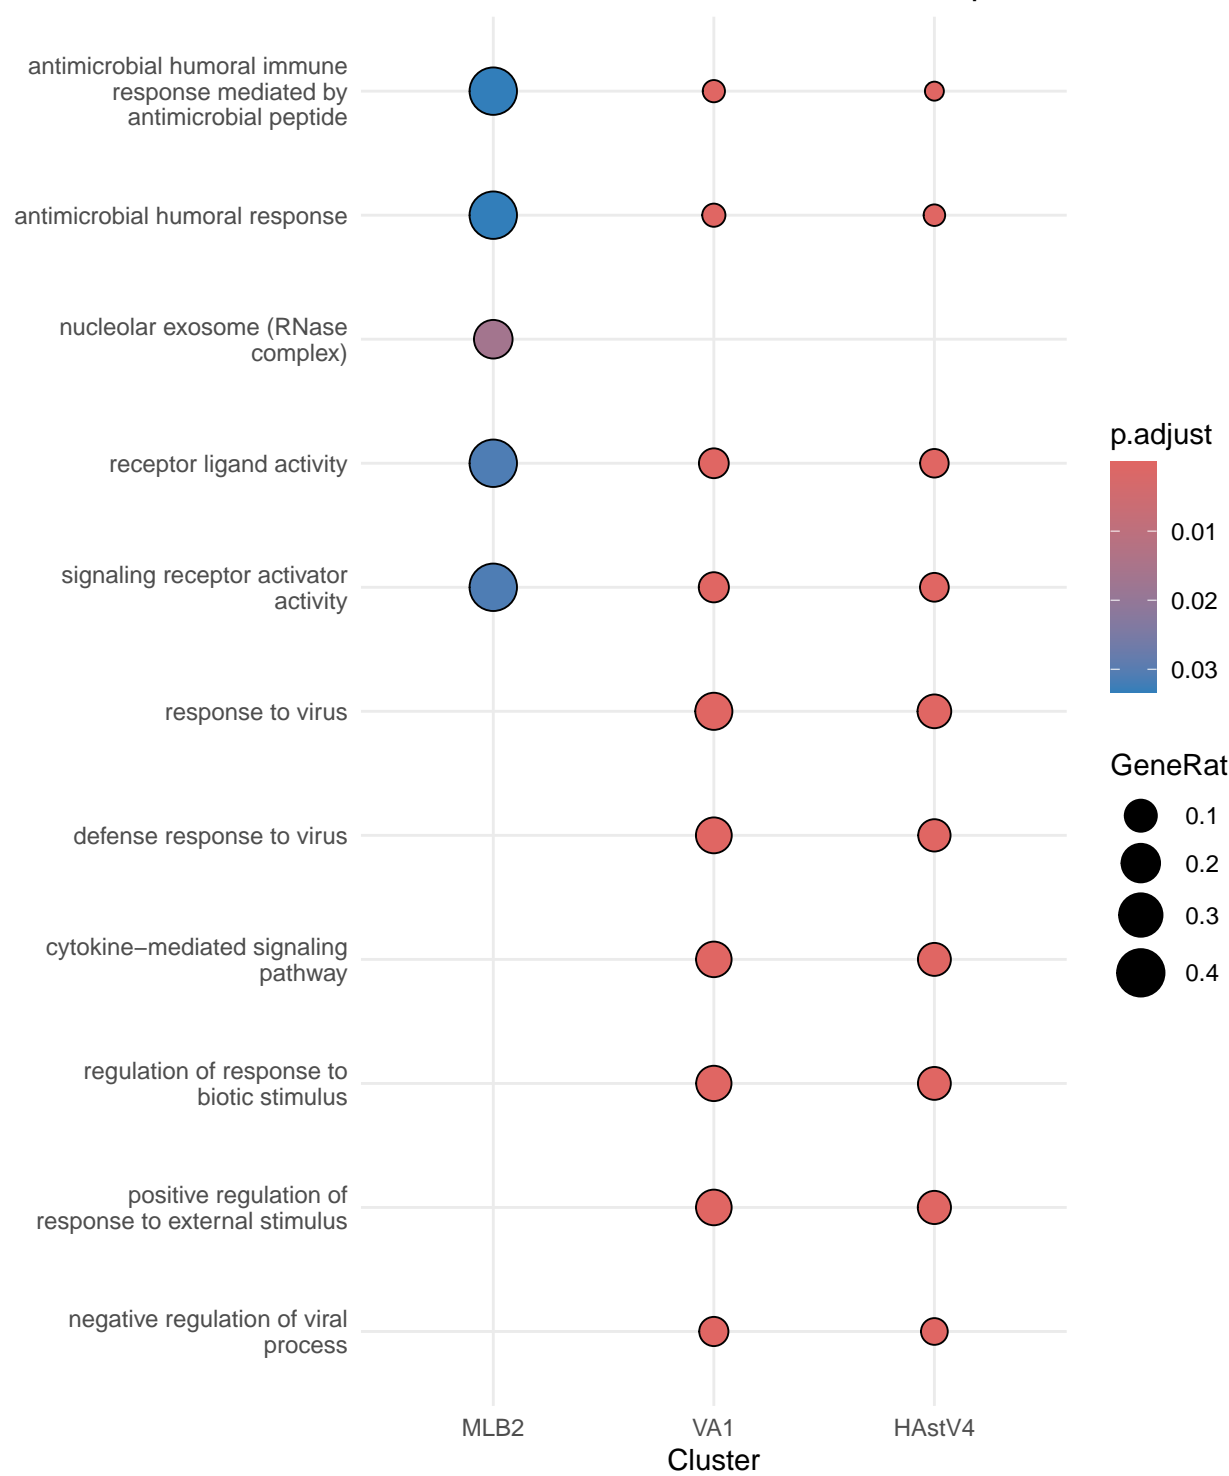 antimicrobial humoral immune
response mediated by
antimicrobial peptide
antimicrobial humoral response
nucleolar exosome (RNase
complex)
receptor ligand activity
signaling receptor activator
activity
response to virus
defense response to virus
cytokine−mediated signaling
pathway
regulation of response to
biotic stimulus
positive regulation of
response to external stimulus
negative regulation of viral
process
MLB2
VA1
HAstV4
Cluster
p.adjust
0.01
0.02
0.03
GeneRat
0.1
0.2
0.3
0.4